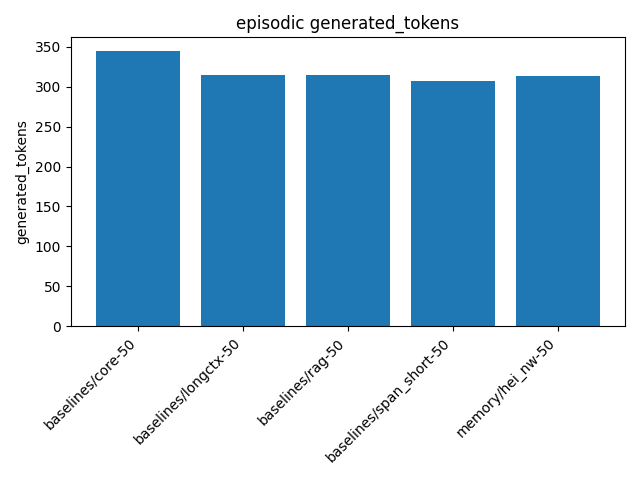 episodic generated_tokens
generated_tokens
350
300
250
200
150
100
50
0
baselines/core-50
baselines/longctx-50
baselines/rag-50
baselines/span_short-50
memory/hei_nw-50